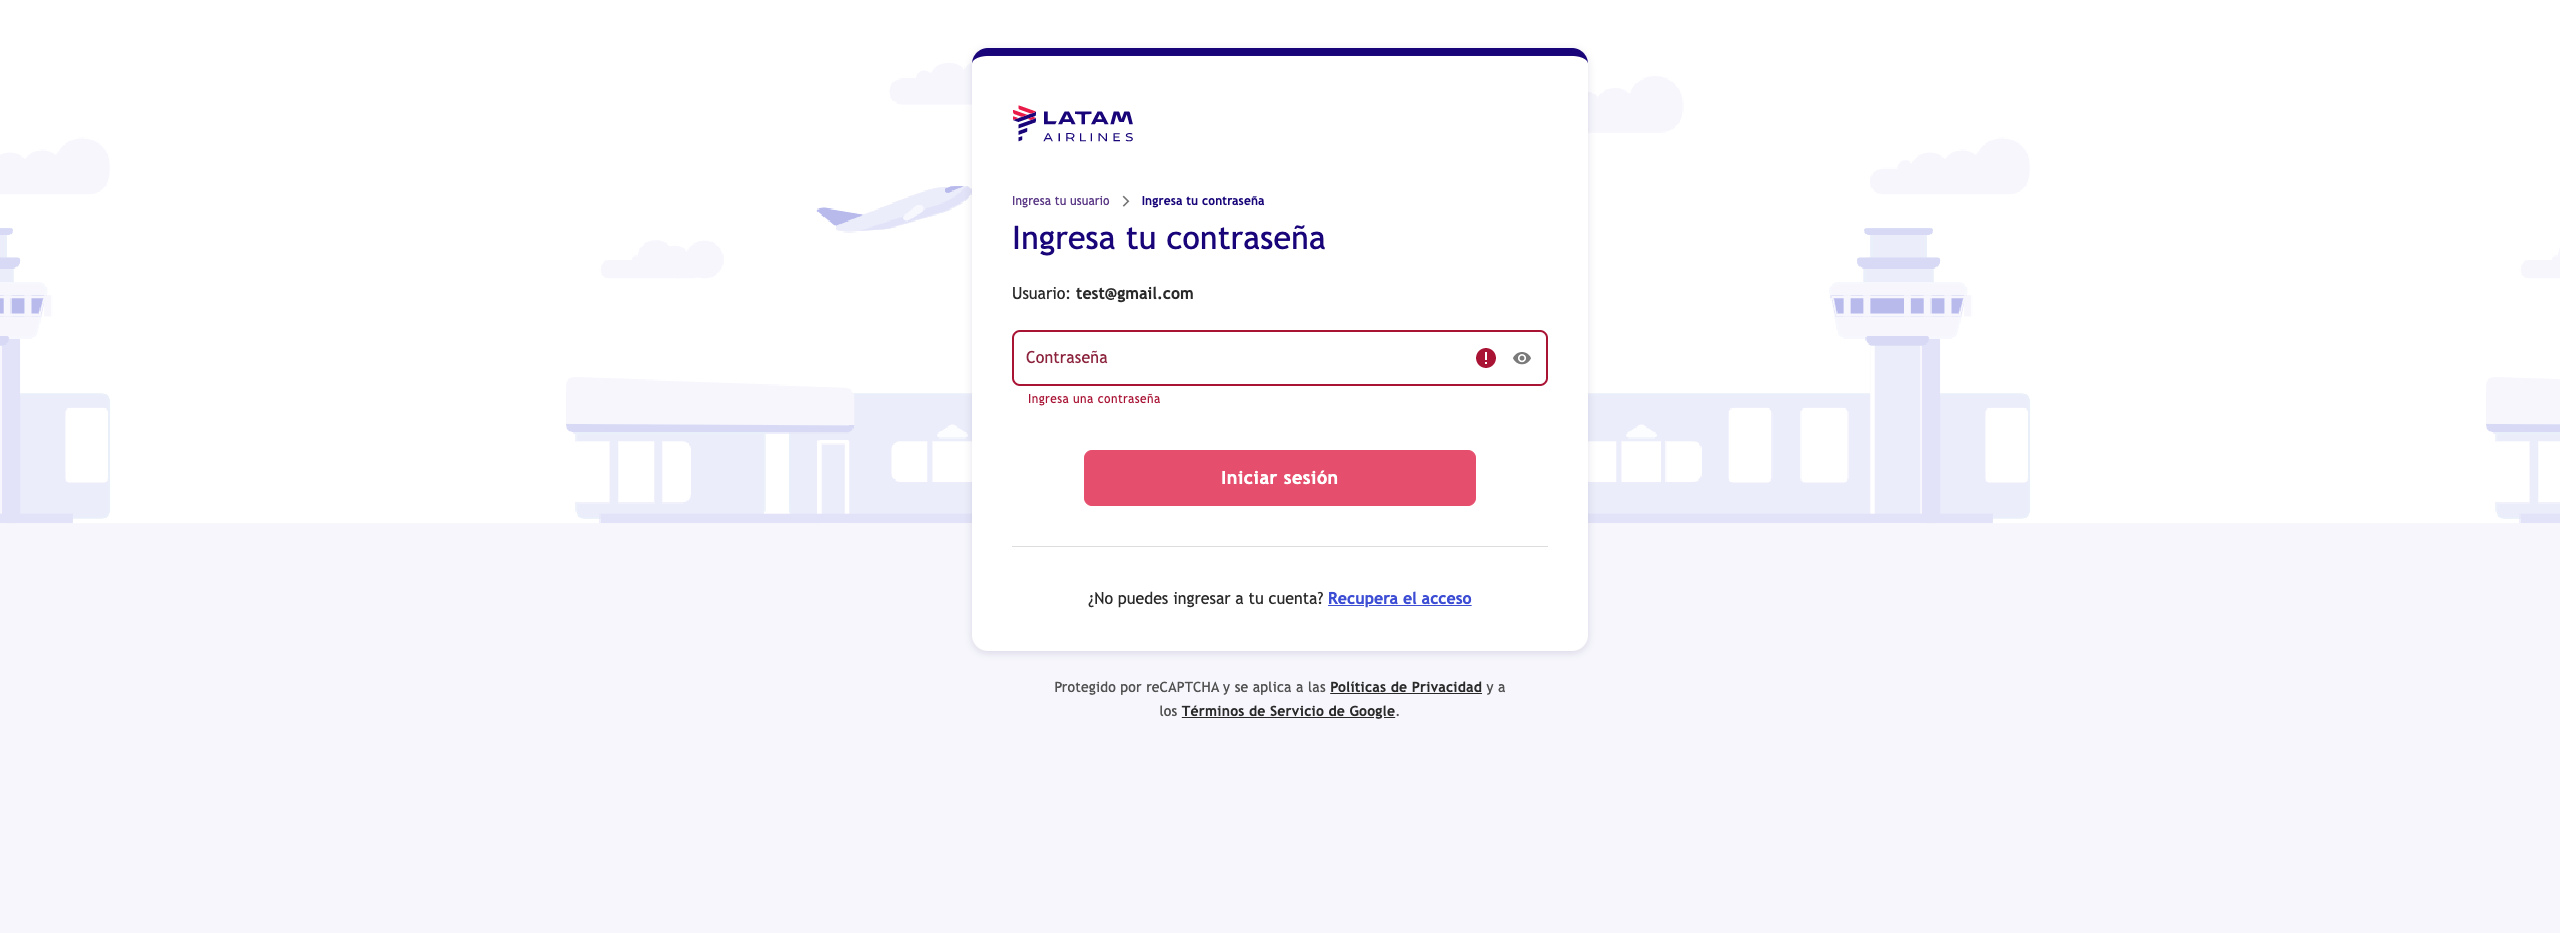 LATAM
AIRLINES
Ingresa tu usuario > Ingresa tu contraseña
Ingresa tu contraseña
Usuario: test@gmail.com
Contraseña
Ingresa una contraseña
Iniciar sesión
¿No puedes ingresar a tu cuenta? Recupera el acceso
Protegido por reCAPTCHA y se aplica a las Políticas de Privacidad y a
los Términos de Servicio de Google.